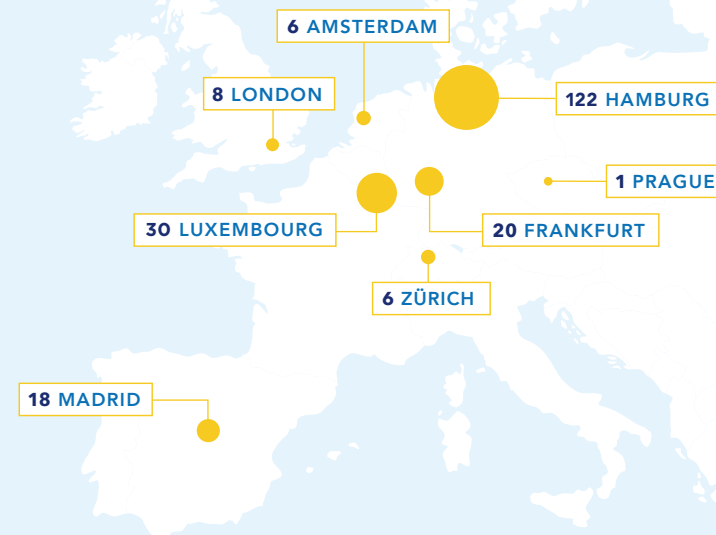 6 AMSTERDAM
8 LONDON
122 HAMBURG
1 PRAGUE
30 LUXEMBOURG
20 FRANKFURT
6 ZÜRICH
18 MADRID